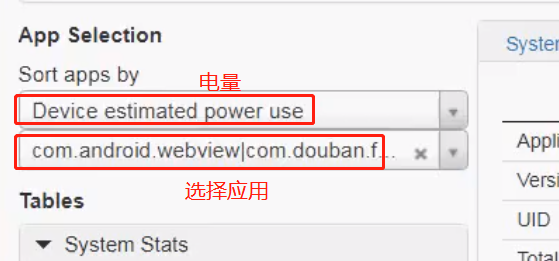 App Selection
Sort apps by
电量
Device estimated power use
com.android.webview|com.douban.f...
选择应用
Tables
System Stats
System
Appli
Versi
UID
Total